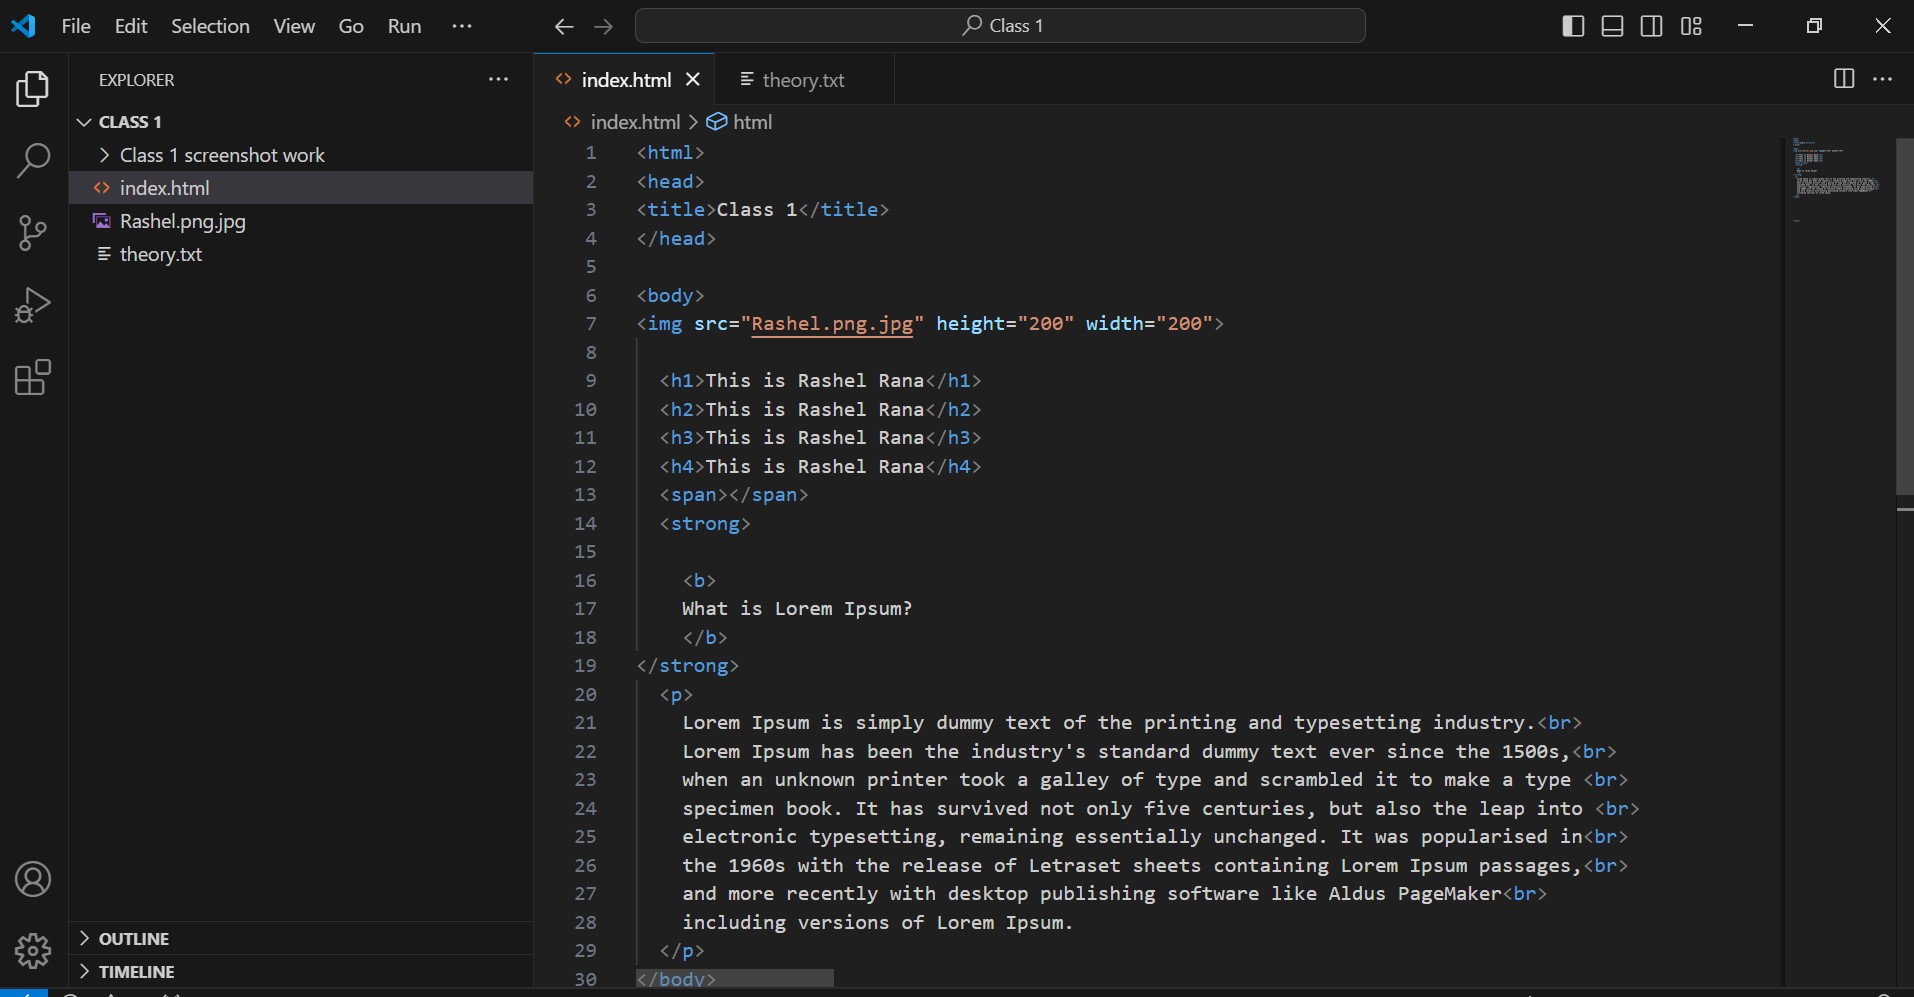 File Edit Selection View Go Run ···
Class 1
EXPLORER ···
index.html
theory.txt
CLASS 1
Class 1 screenshot work
index.html
Rashel.png.jpg
theory.txt
OUTLINE
TIMELINE
index.html > html
1 <html>
2 <head>
3 <title>Class 1</title>
4 </head>
5
6 <body>
7 <img src="Rashel.png.jpg" height="200" width="200">
8
9 <h1>This is Rashel Rana</h1>
10 <h2>This is Rashel Rana</h2>
11 <h3>This is Rashel Rana</h3>
12 <h4>This is Rashel Rana</h4>
13 <span></span>
14 <strong>
15
16 <b>
17 What is Lorem Ipsum?
18 </b>
19 </strong>
20 <p>
21 Lorem Ipsum is simply dummy text of the printing and typesetting industry.<br>
22 Lorem Ipsum has been the industry's standard dummy text ever since the 1500s,<br>
23 when an unknown printer took a galley of type and scrambled it to make a type <br>
24 specimen book. It has survived not only five centuries, but also the leap into <br>
25 electronic typesetting, remaining essentially unchanged. It was popularised in<br>
26 the 1960s with the release of Letraset sheets containing Lorem Ipsum passages,<br>
27 and more recently with desktop publishing software like Aldus PageMaker<br>
28 including versions of Lorem Ipsum.
29 </p>
30 </body>